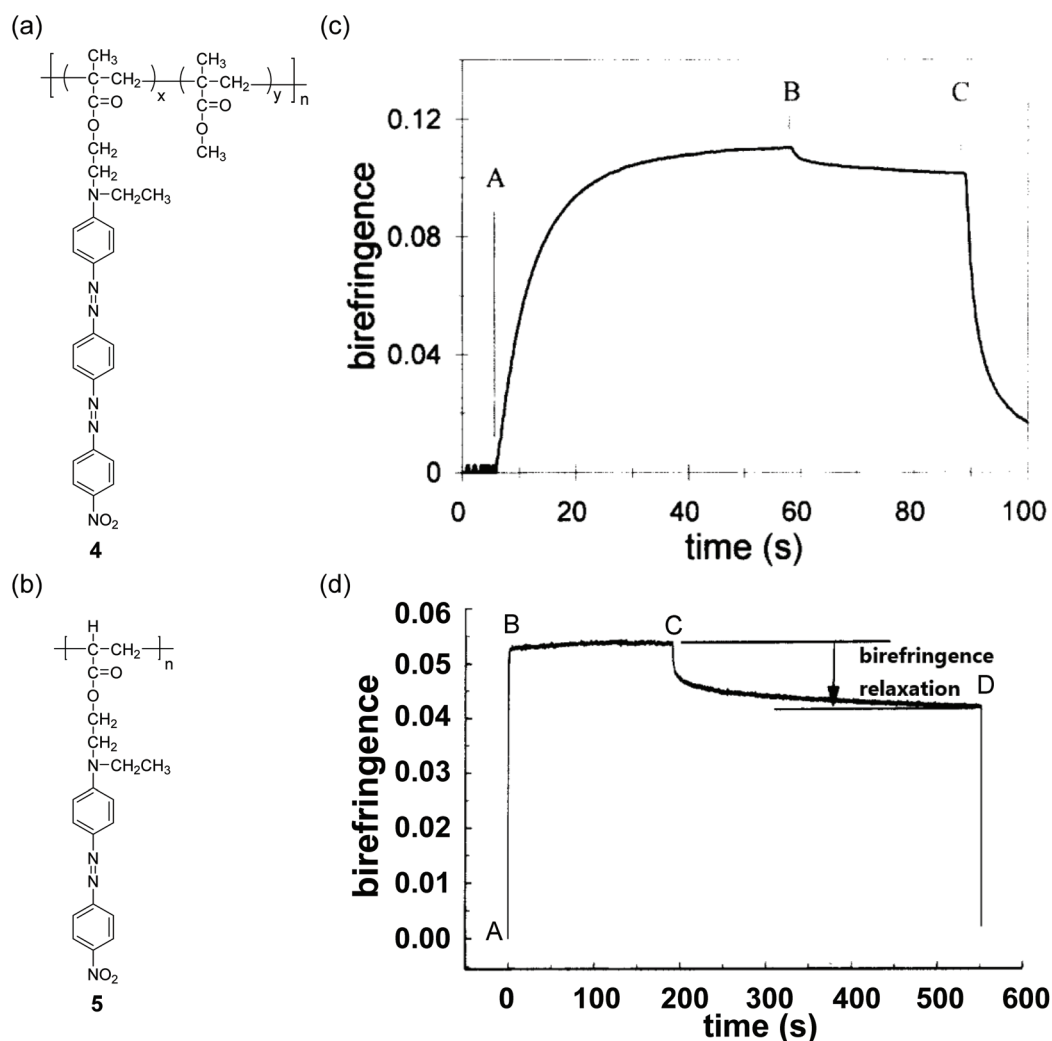 (a)
CH₃
CH₃
[ ( C CH₂ )x ( C CH₂ )y ]n
C=O
C=O
O
O
CH₂
CH₃
CH₂
N CH₂CH₃
N
N
N
N
NO₂
4
(b)
H
[ C CH₂ ]n
C=O
O
CH₂
CH₂
N CH₂CH₃
N
N
NO₂
5
(c)
B
C
0.12
A
0.08
birefringence
0.04
0
0 20 40 60 80 100
time (s)
(d)
0.06
B
C
0.05
birefringence
relaxation
D
0.04
0.03
birefringence
0.02
0.01
A
0.00
0 100 200 300 400 500 600
time (s)